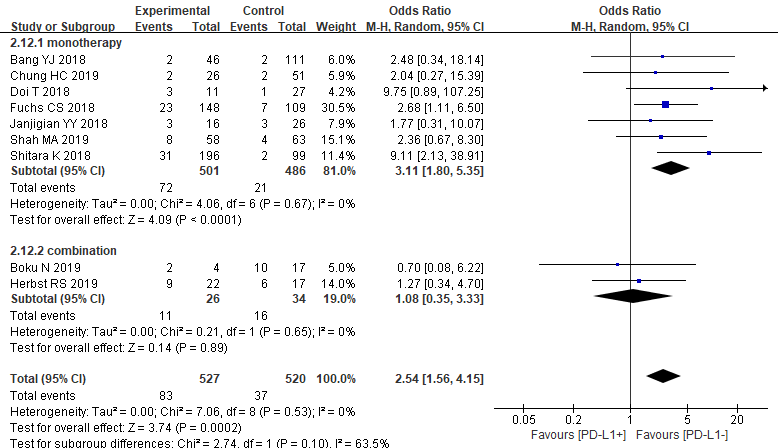 Experimental Control Odds Ratio Odds Ratio
Study or Subgroup Events Total Events Total Weight M-H, Random, 95% CI M-H, Random, 95% CI
2.12.1 monotherapy
Bang YJ 2018 2 46 2 111 6.0% 2.48 [0.34, 18.14]
Chung HC 2019 2 26 2 51 5.8% 2.04 [0.27, 15.39]
Doi T 2018 3 11 1 27 4.2% 9.75 [0.89, 107.25]
Fuchs CS 2018 23 148 7 109 30.5% 2.68 [1.11, 6.50]
Janjigian YY 2018 3 16 3 26 7.9% 1.77 [0.31, 10.07]
Shah MA 2019 8 58 4 63 15.1% 2.36 [0.67, 8.30]
Shitara K 2018 31 196 2 99 11.4% 9.11 [2.13, 38.91]
Subtotal (95% CI) 501 486 81.0% 3.11 [1.80, 5.35]
Total events 72 21
Heterogeneity: Tau² = 0.00; Chi² = 4.06, df = 6 (P = 0.67); I² = 0%
Test for overall effect: Z = 4.09 (P < 0.0001)
2.12.2 combination
Boku N 2019 2 4 10 17 5.0% 0.70 [0.08, 6.22]
Herbst RS 2019 9 22 6 17 14.0% 1.27 [0.34, 4.70]
Subtotal (95% CI) 26 34 19.0% 1.08 [0.35, 3.33]
Total events 11 16
Heterogeneity: Tau² = 0.00; Chi² = 0.21, df = 1 (P = 0.65); I² = 0%
Test for overall effect: Z = 0.14 (P = 0.89)
Total (95% CI) 527 520 100.0% 2.54 [1.56, 4.15]
Total events 83 37
Heterogeneity: Tau² = 0.00; Chi² = 7.06, df = 8 (P = 0.53); I² = 0%
Test for overall effect: Z = 3.74 (P = 0.0002)
Test for subgroup differences: Chi² = 2.74, df = 1 (P = 0.10), I² = 63.5%
0.05 0.2 1 5 20
Favours [PD-L1+] Favours [PD-L1-]